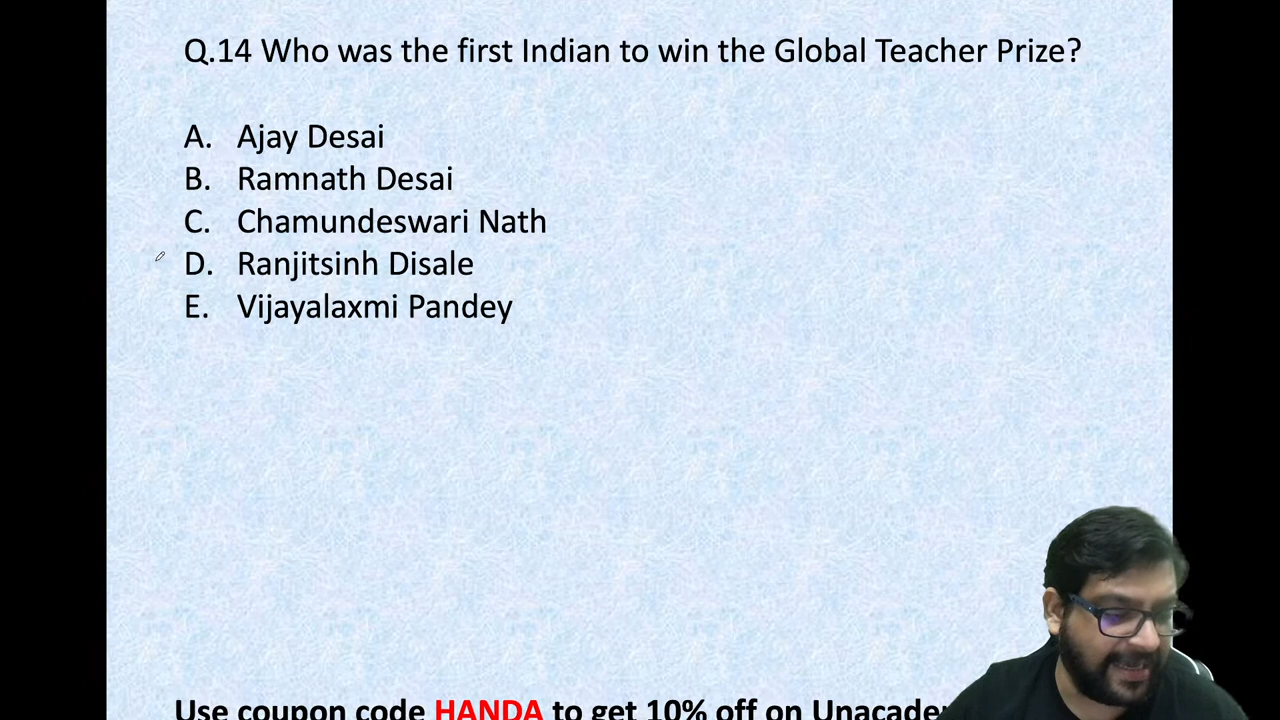 Q.14 Who was the first Indian to win the Global Teacher Prize?
A. Ajay Desai
B. Ramnath Desai
C. Chamundeswari Nath
D. Ranjitsinh Disale
E. Vijayalaxmi Pandey
Use coupon code HANDA to get 10% off on